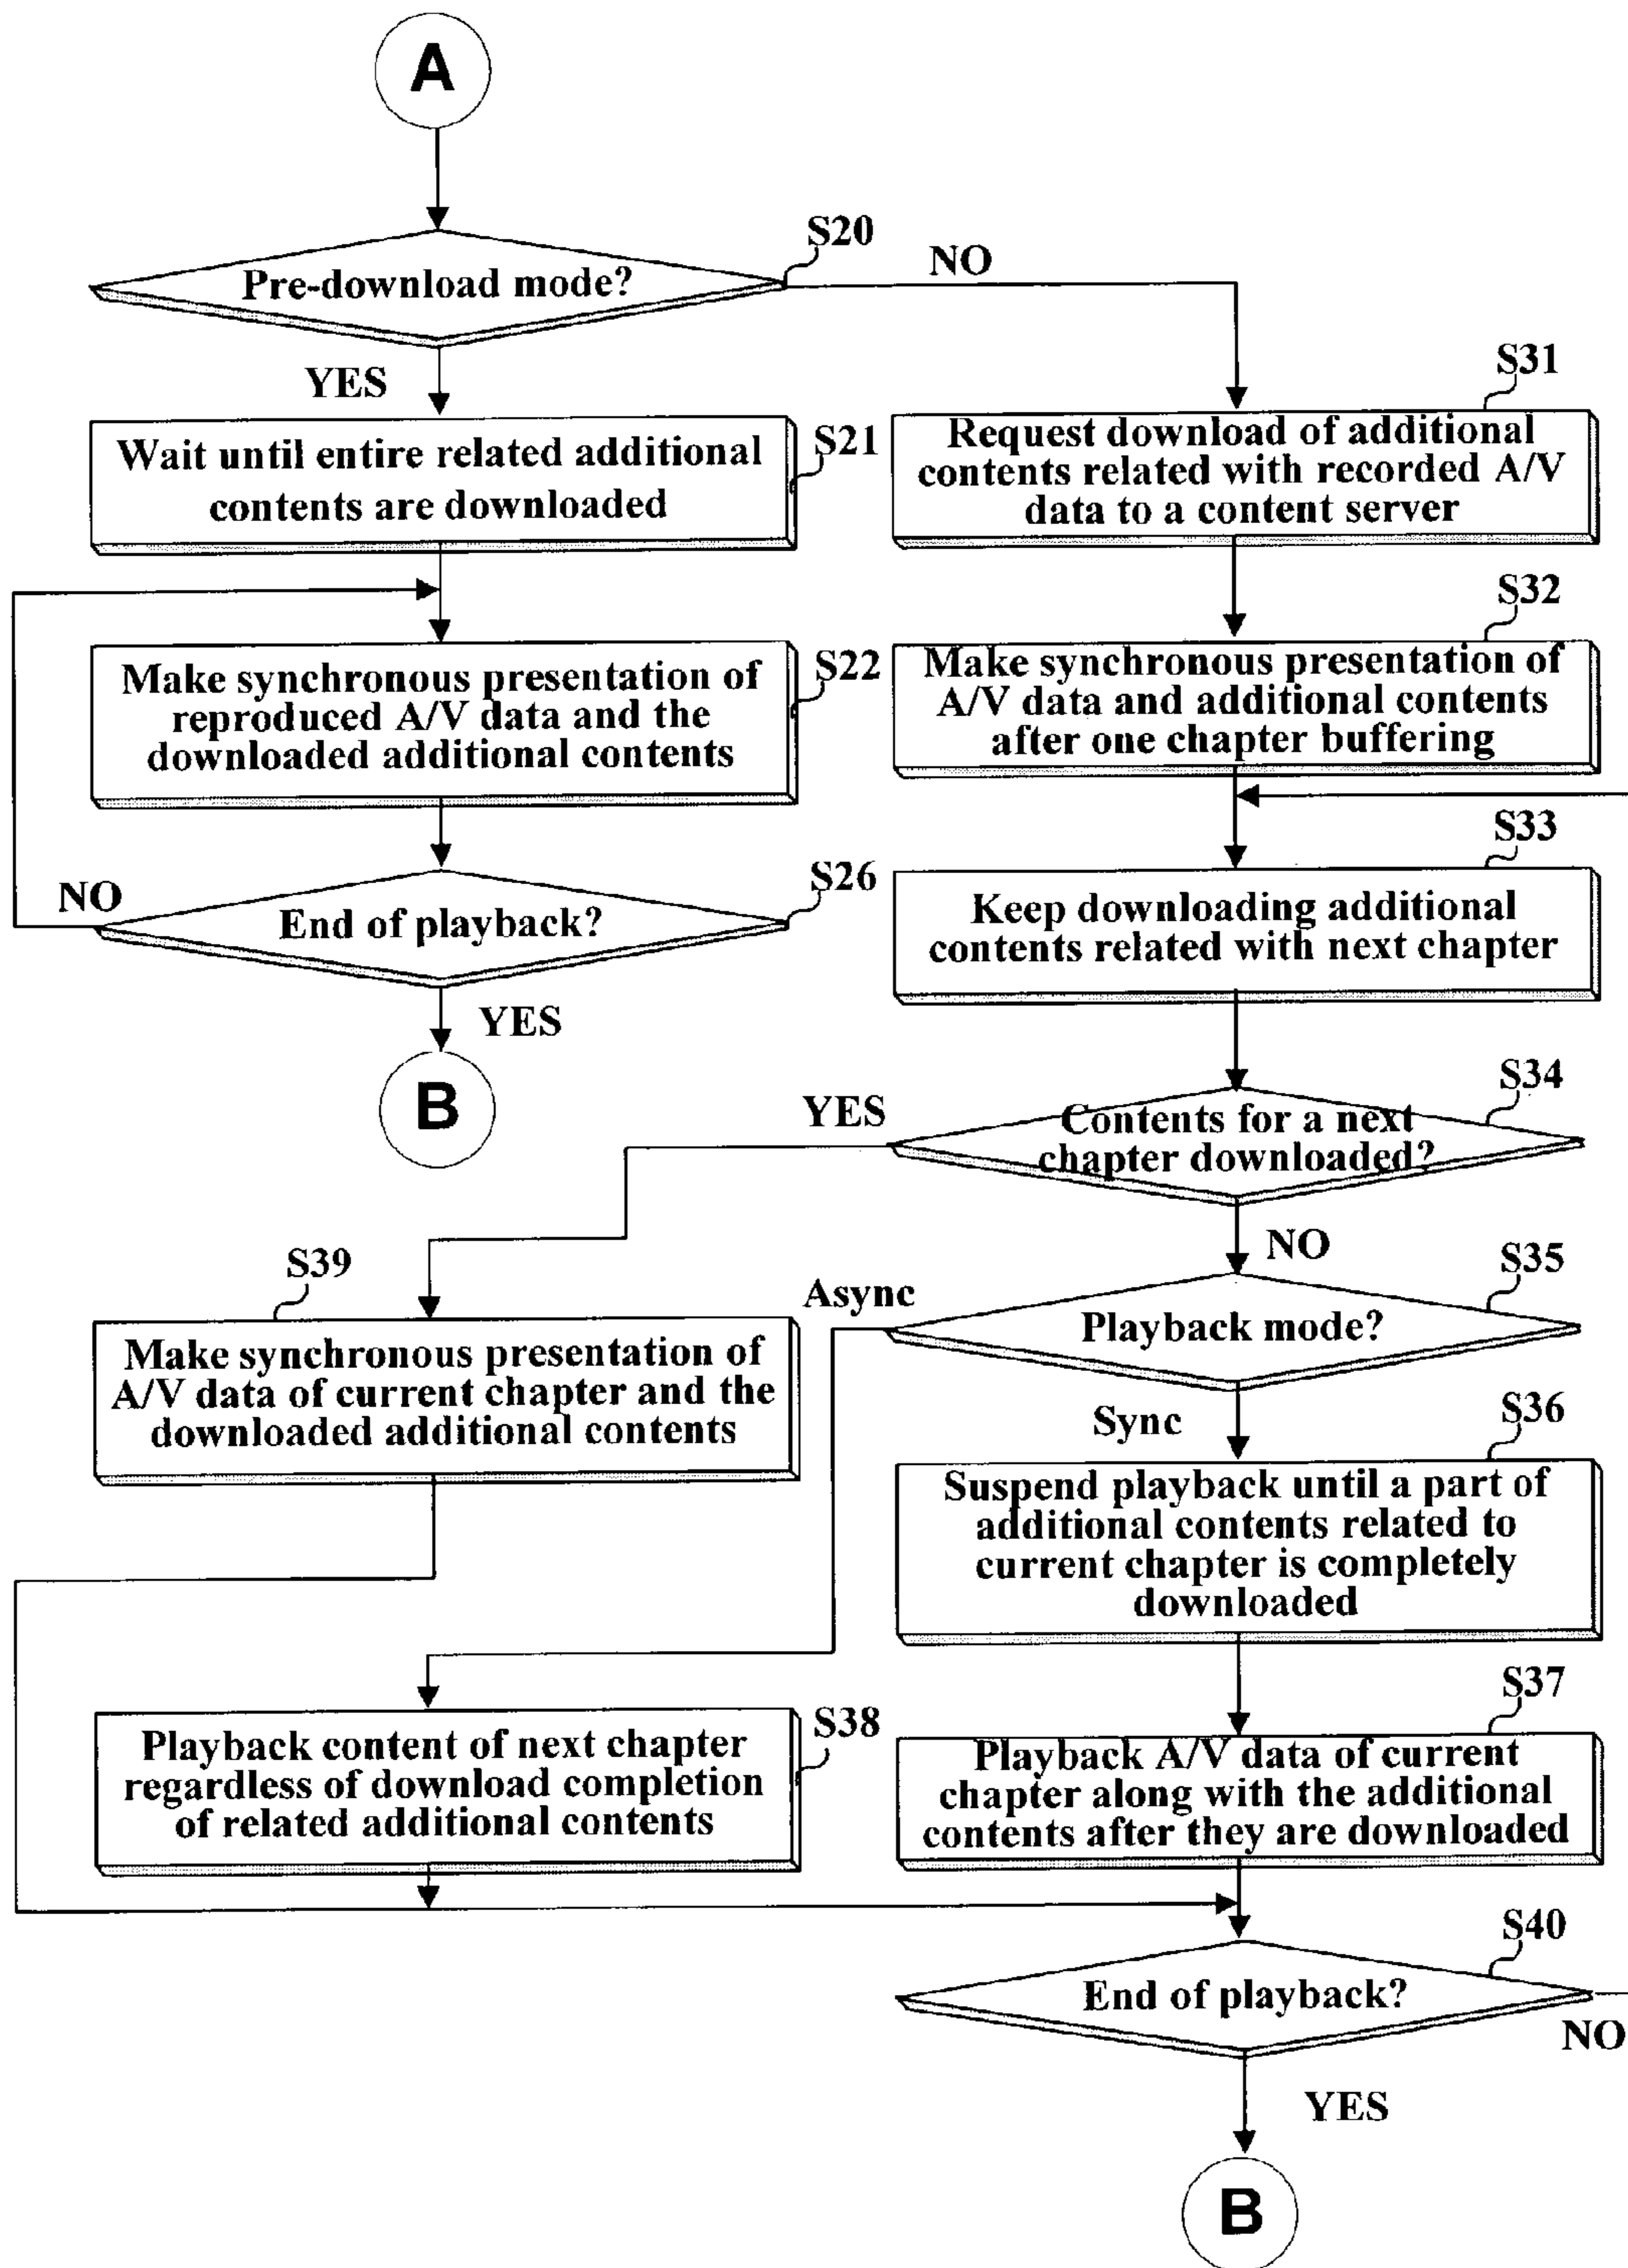 A
S20
Pre-download mode?
NO
YES
S21
Wait until entire related additional
contents are downloaded
S31
Request download of additional
contents related with recorded A/V
data to a content server
S22
Make synchronous presentation of
reproduced A/V data and the
downloaded additional contents
S32
Make synchronous presentation of
A/V data and additional contents
after one chapter buffering
S26
NO
End of playback?
YES
B
S33
Keep downloading additional
contents related with next chapter
S34
YES
Contents for a next
chapter downloaded?
NO
S39
Make synchronous presentation of
A/V data of current chapter and the
downloaded additional contents
S35
Async
Playback mode?
Sync
S36
Suspend playback until a part of
additional contents related to
current chapter is completely
downloaded
S38
Playback content of next chapter
regardless of download completion
of related additional contents
S37
Playback A/V data of current
chapter along with the additional
contents after they are downloaded
S40
End of playback?
NO
YES
B